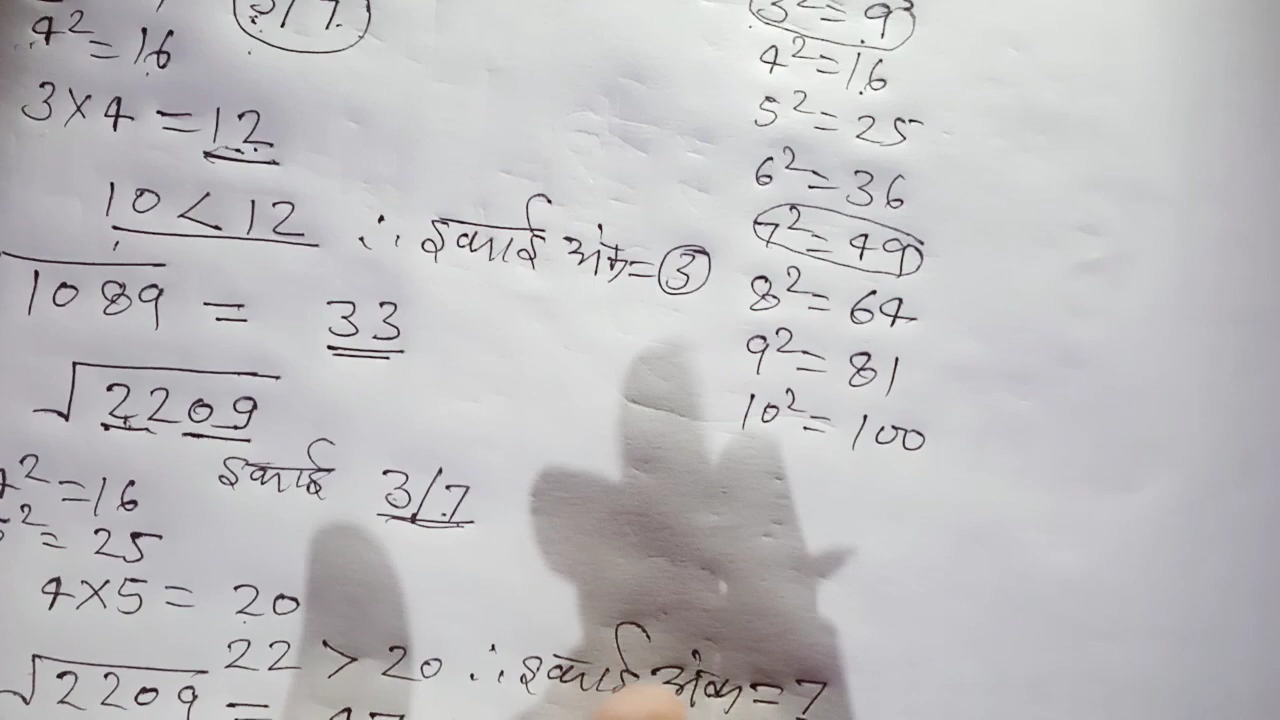 4² = 16
3 × 4 = 12
10 < 12 ∴ इकाई अंक = 3
√1089 = 33
√2209
इकाई 3/7
4² = 16
5² = 25
4 × 5 = 20
22 > 20 ∴ इकाई अंक = 7
√2209 = 47
3² = 9
4² = 16
5² = 25
6² = 36
7² = 49
8² = 64
9² = 81
10² = 100